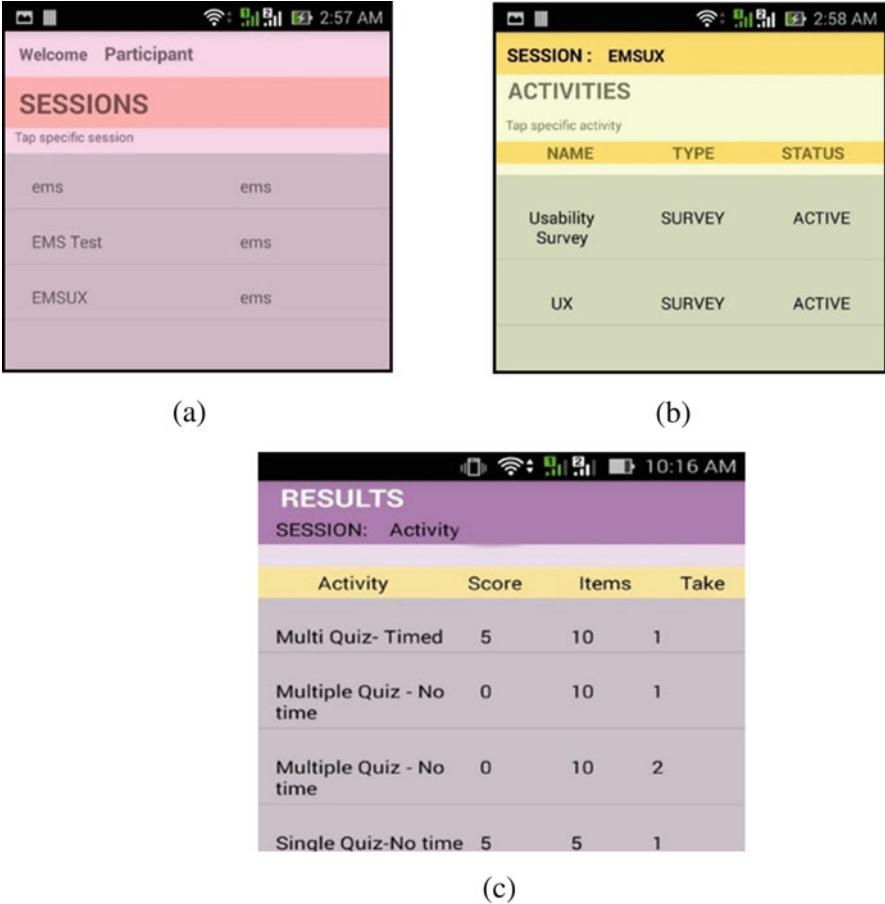 2:57 AM
Welcome Participant
SESSIONS
Tap specific session
ems ems
EMS Test ems
EMSUX ems
(a)
2:58 AM
SESSION : EMSUX
ACTIVITIES
Tap specific activity
NAME TYPE STATUS
Usability SURVEY ACTIVE
Survey
UX SURVEY ACTIVE
(b)
10:16 AM
RESULTS
SESSION: Activity
Activity Score Items Take
Multi Quiz- Timed 5 10 1
Multiple Quiz - No 0 10 1
time
Multiple Quiz - No 0 10 2
time
Single Quiz-No time 5 5 1
(c)